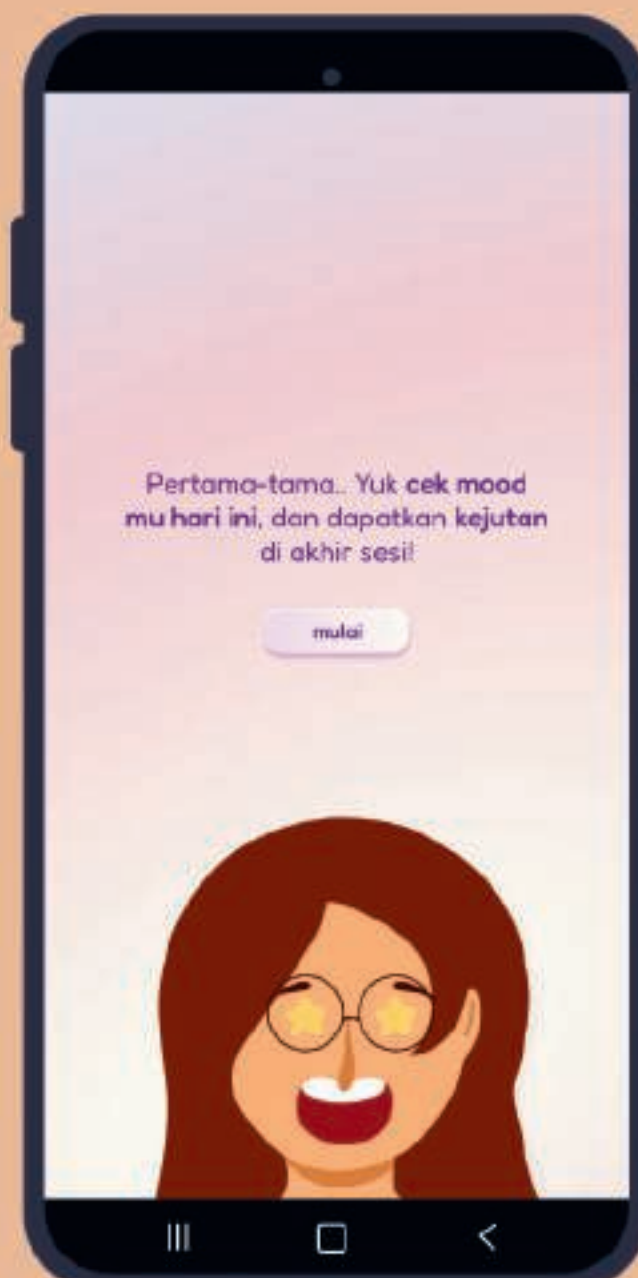 Pertama-tama.. Yuk cek mood
mu hari ini, dan dapatkan kejutan
di akhir sesi!
mulai